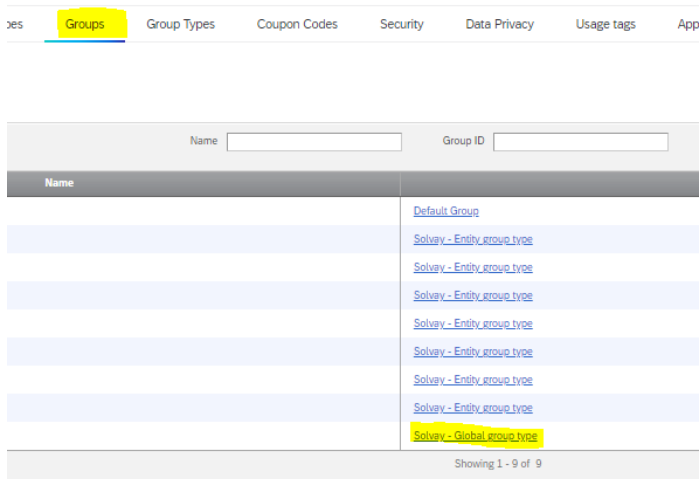 pes Groups Group Types Coupon Codes Security Data Privacy Usage tags App
Name Group ID
Name
Default Group
Solvay - Entity group type
Solvay - Entity group type
Solvay - Entity group type
Solvay - Entity group type
Solvay - Entity group type
Solvay - Entity group type
Solvay - Entity group type
Solvay - Global group type
Showing 1 - 9 of 9